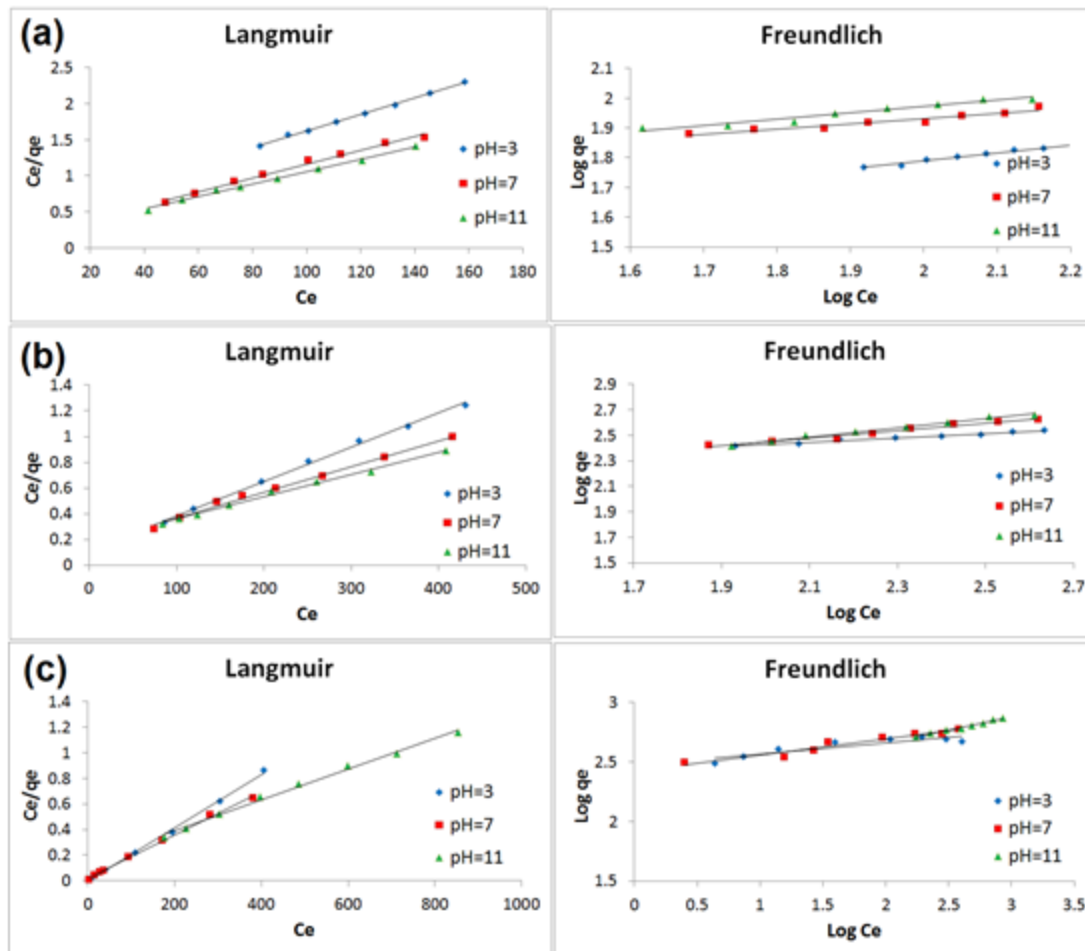 (a)
Langmuir
2.5
2
1.5
1
0.5
0
Ce/qe
20 40 60 80 100 120 140 160 180
Ce
pH=3
pH=7
pH=11
Freundlich
2.1
2
1.9
1.8
1.7
1.6
1.5
Log qe
1.6 1.7 1.8 1.9 2 2.1 2.2
Log Ce
pH=3
pH=7
pH=11
(b)
Langmuir
1.4
1.2
1
0.8
0.6
0.4
0.2
0
Ce/qe
0 100 200 300 400 500
Ce
pH=3
pH=7
pH=11
Freundlich
2.9
2.7
2.5
2.3
2.1
1.9
1.7
1.5
Log qe
1.7 1.9 2.1 2.3 2.5 2.7
Log Ce
pH=3
pH=7
pH=11
(c)
Langmuir
1.4
1.2
1
0.8
0.6
0.4
0.2
0
Ce/qe
0 200 400 600 800 1000
Ce
pH=3
pH=7
pH=11
Freundlich
3
2.5
2
1.5
Log qe
0 0.5 1 1.5 2 2.5 3 3.5
Log Ce
pH=3
pH=7
pH=11